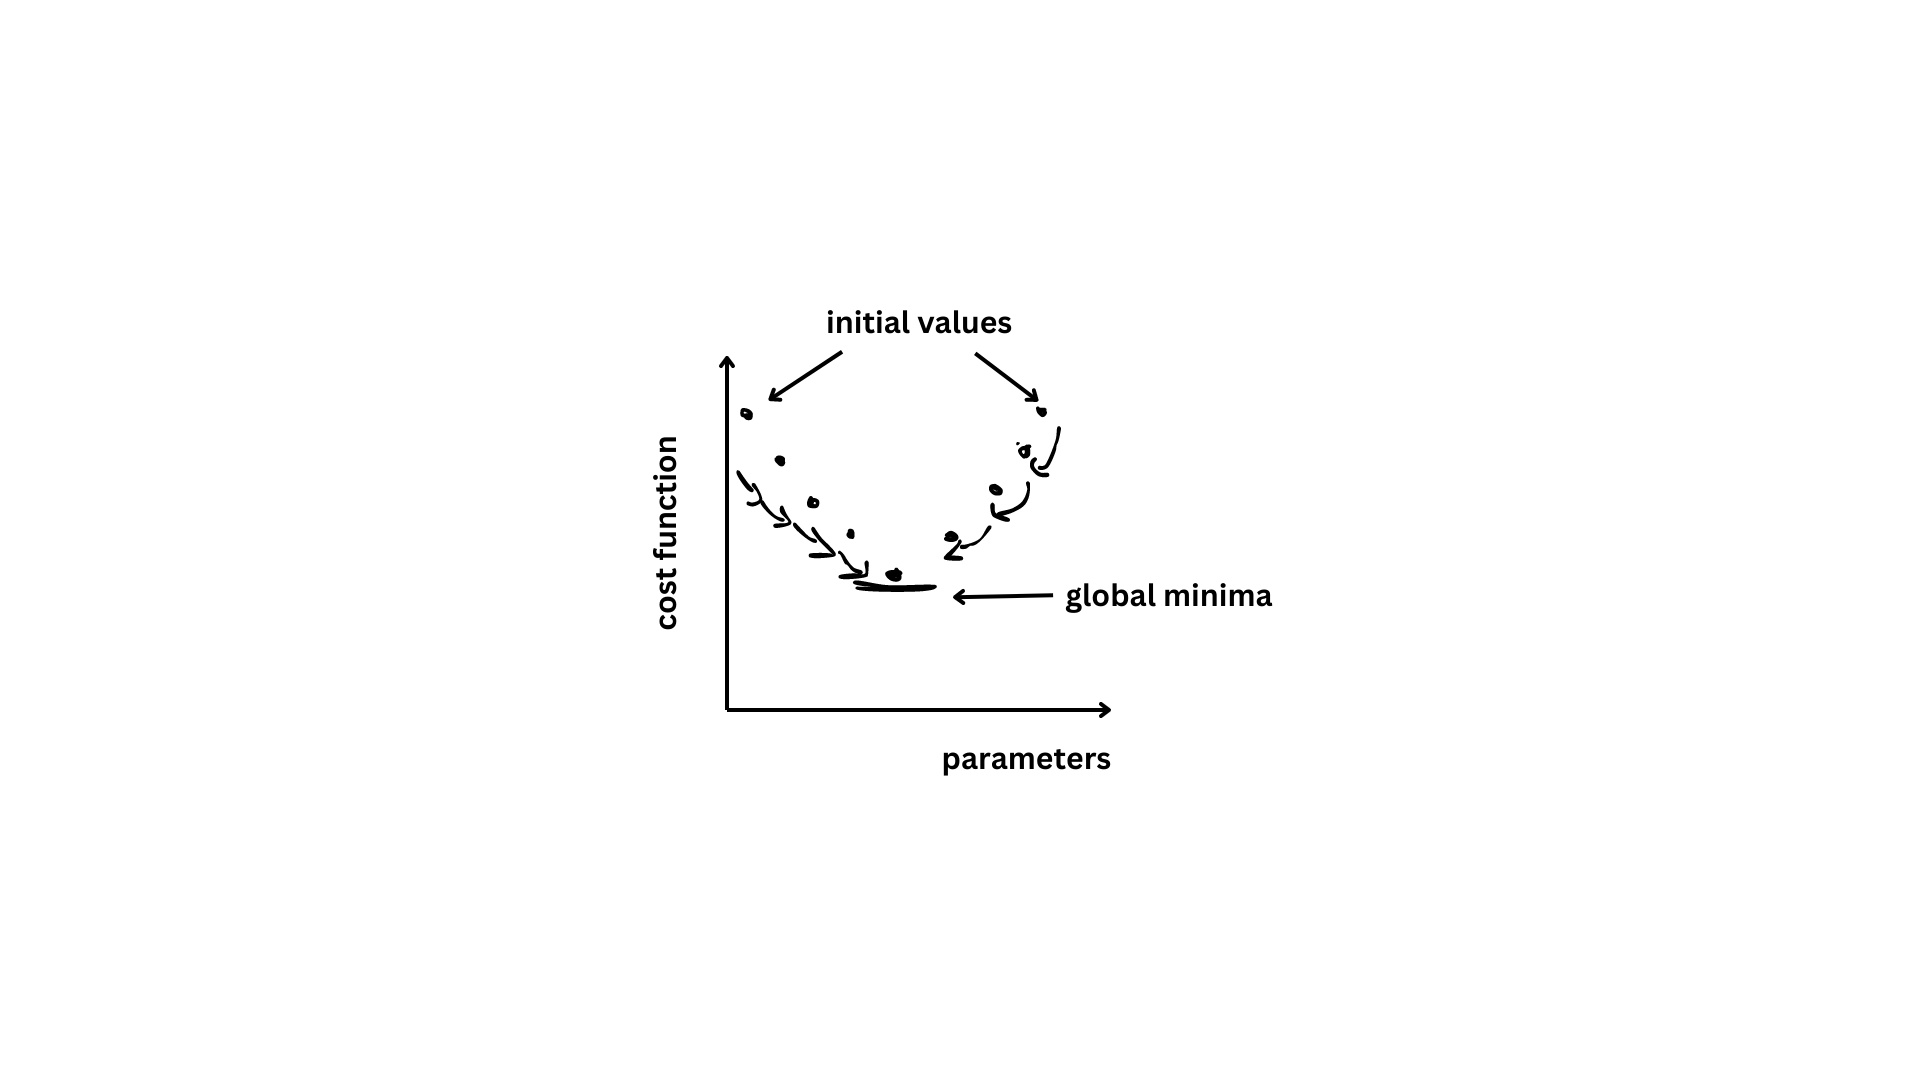 initial values
cost function
global minima
parameters